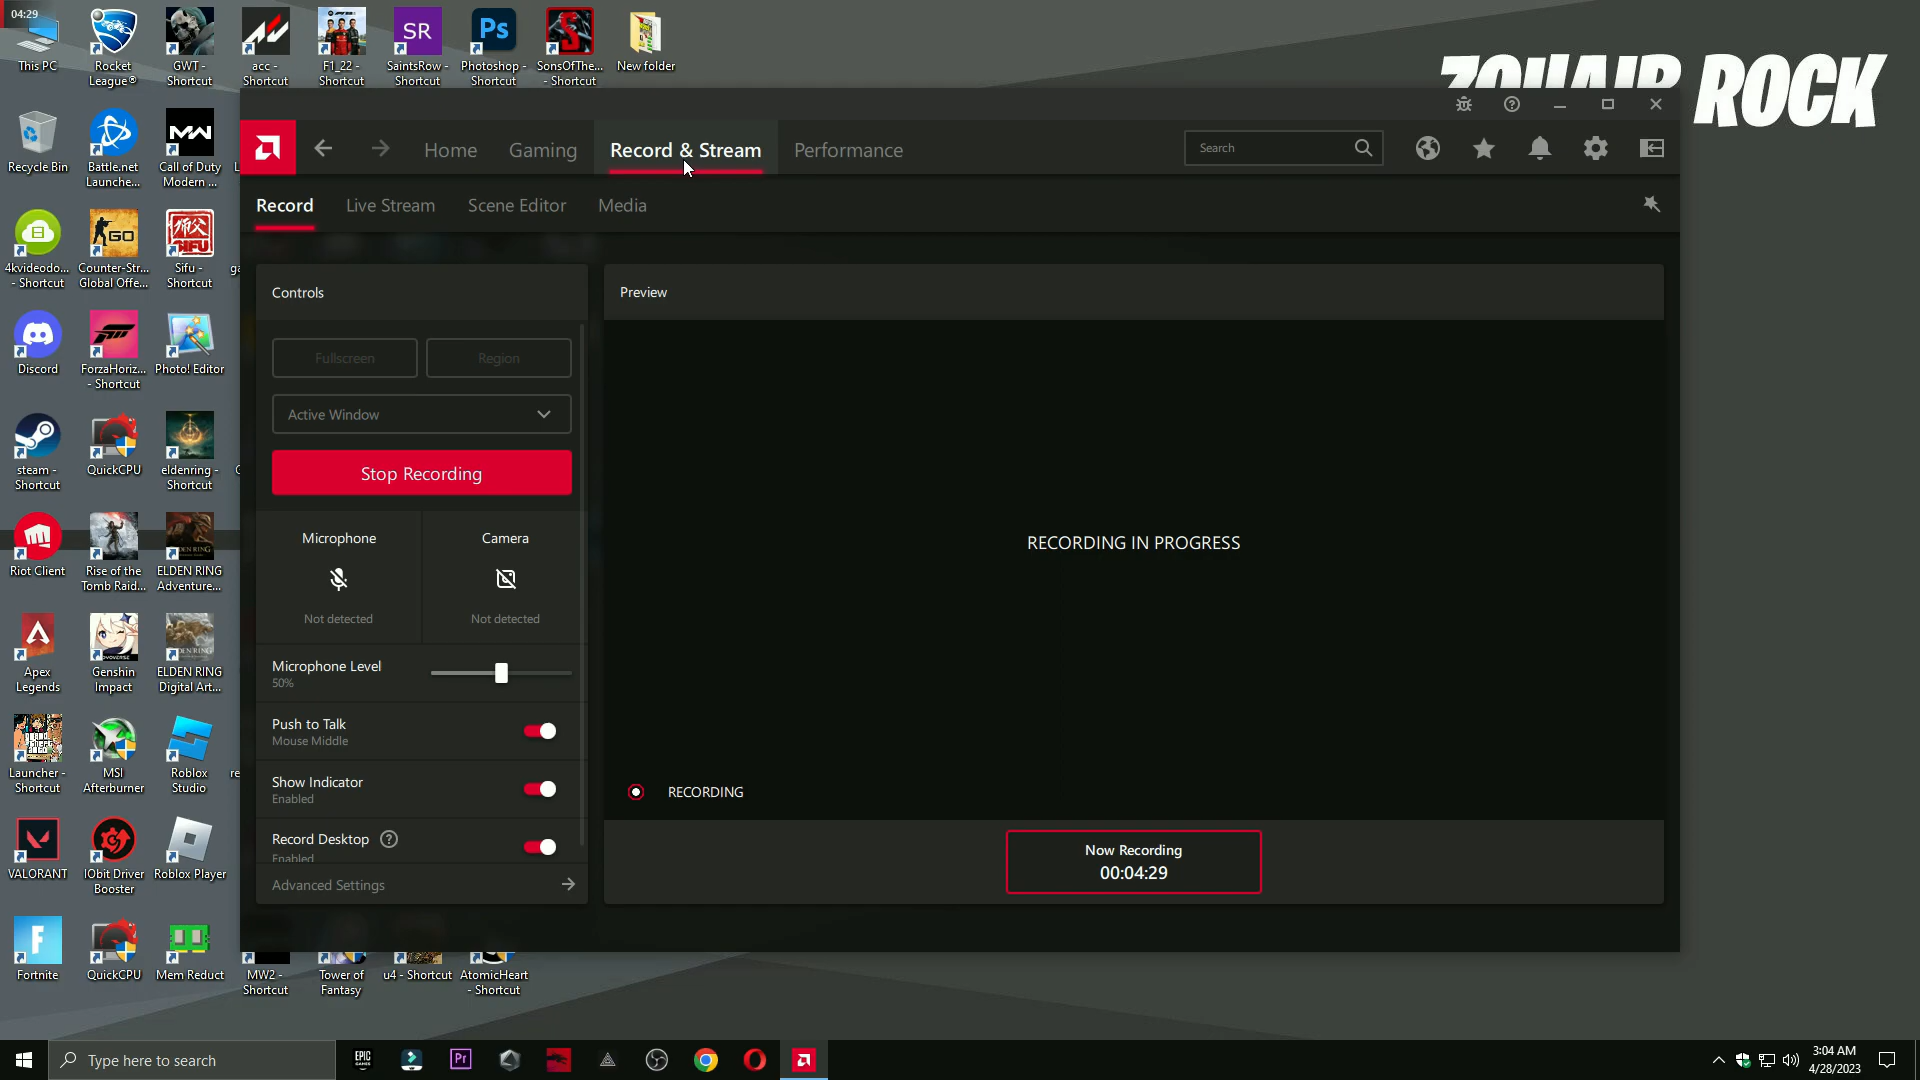 04:29
This PC
Rocket
League®
GWT -
Shortcut
acc -
Shortcut
F1_22 -
Shortcut
SR
SaintsRow -
Shortcut
Ps
Photoshop -
Shortcut
SonsOfThe...
- Shortcut
New folder
ROCK
Recycle Bin
Battle.net
Launche...
Call of Duty
Modern ...
Home
Gaming
Record & Stream
Performance
Search
Record
Live Stream
Scene Editor
Media
4kvideodo...
- Shortcut
GO
Counter-Str...
Global Offe...
Sifu -
Shortcut
Controls
Preview
Fullscreen
Region
Discord
ForzaHoriz...
- Shortcut
Photo! Editor
Active Window
Stop Recording
steam -
Shortcut
QuickCPU
eldenring -
Shortcut
Microphone
Camera
RECORDING IN PROGRESS
Riot Client
Rise of the
Tomb Raid...
ELDEN RING
Adventure...
Not detected
Not detected
Apex
Legends
Genshin
Impact
ELDEN RING
Digital Art...
Microphone Level
50%
Push to Talk
Mouse Middle
Launcher -
Shortcut
MSI
Afterburner
Roblox
Studio
Show Indicator
Enabled
RECORDING
Record Desktop
Enabled
VALORANT
IObit Driver
Booster
Roblox Player
Now Recording
00:04:29
Advanced Settings
Fortnite
QuickCPU
Mem Reduct
MW2 -
Shortcut
Tower of
Fantasy
u4 - Shortcut
AtomicHeart
- Shortcut
Type here to search
EPIC
GAMES
Pr
3:04 AM
4/28/2023